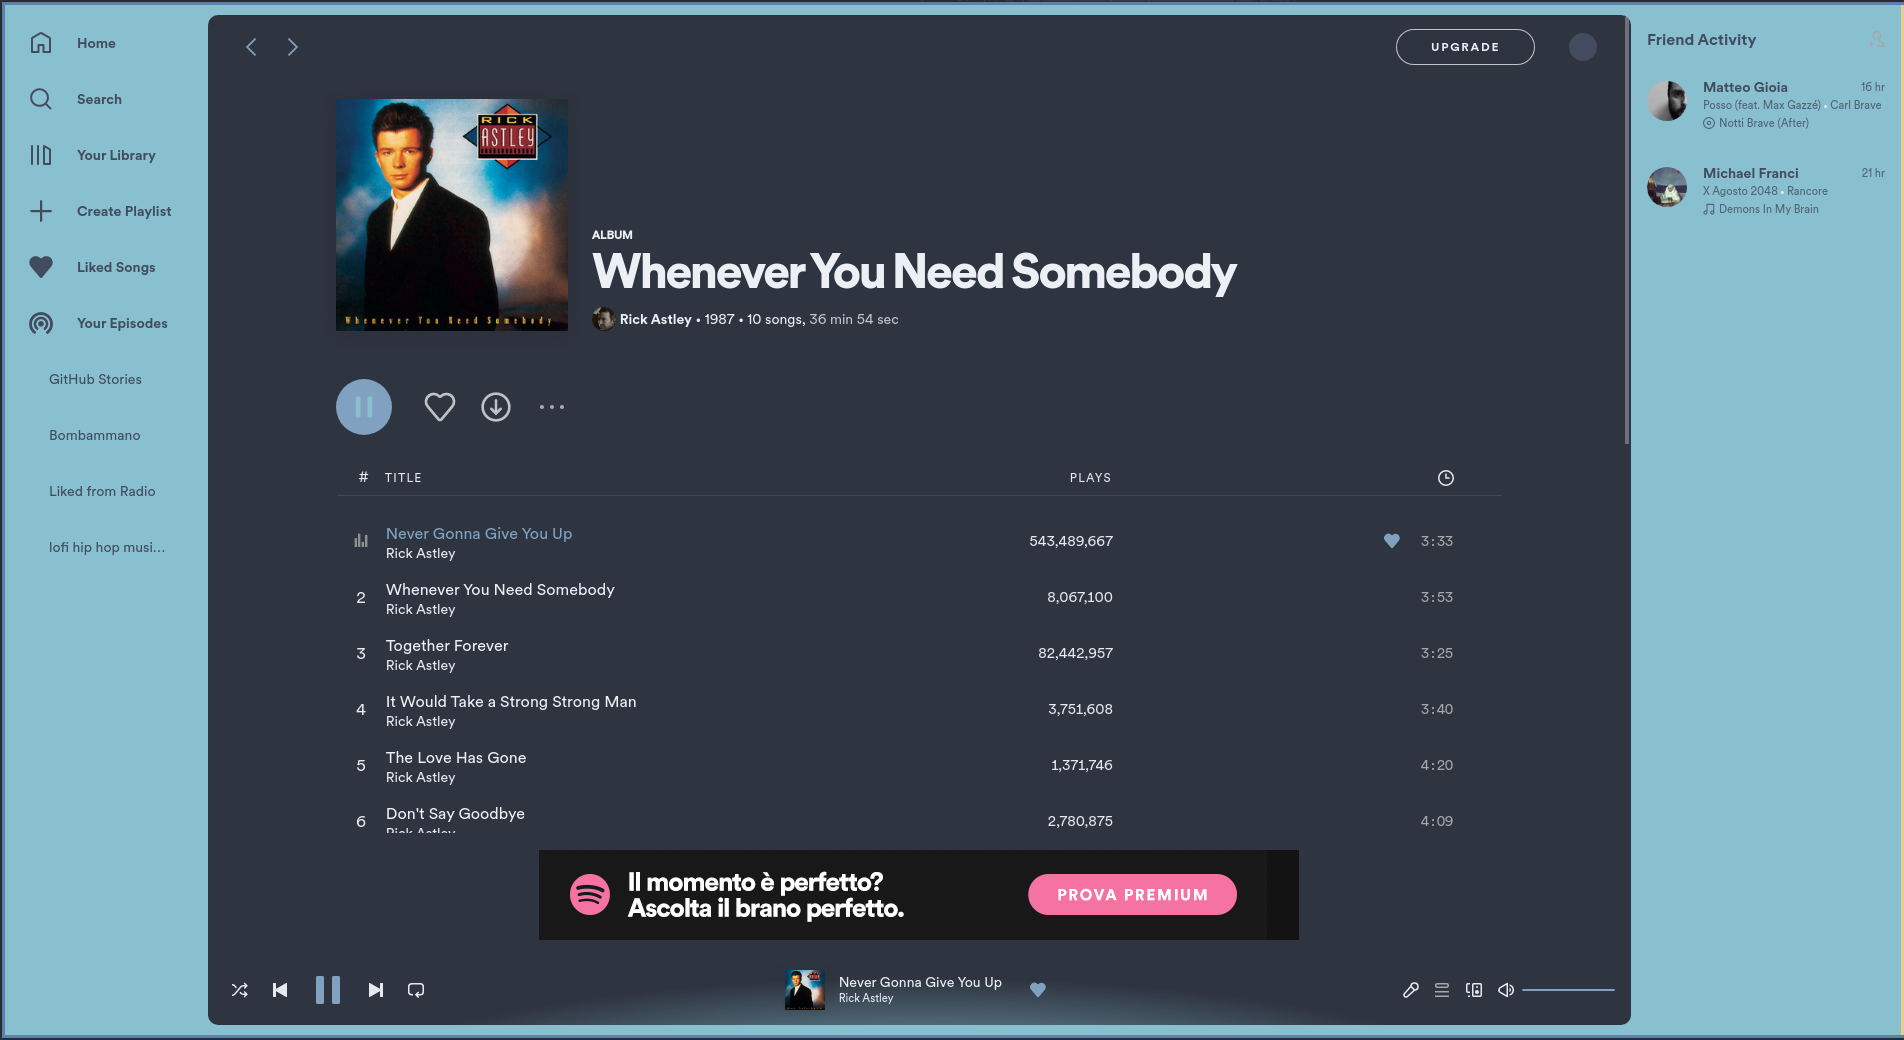 Home
Search
Your Library
Create Playlist
Liked Songs
Your Episodes
GitHub Stories
Bombammano
Liked from Radio
lofi hip hop musi...
UPGRADE
RICK
ASTLEY
Whenever You Need Somebody
ALBUM
Whenever You Need Somebody
Rick Astley • 1987 • 10 songs, 36 min 54 sec
# TITLE PLAYS
Never Gonna Give You Up
Rick Astley
543,489,667
3:33
2
Whenever You Need Somebody
Rick Astley
8,067,100
3:53
3
Together Forever
Rick Astley
82,442,957
3:25
4
It Would Take a Strong Strong Man
Rick Astley
3,751,608
3:40
5
The Love Has Gone
Rick Astley
1,371,746
4:20
6
Don't Say Goodbye
Rick Astley
2,780,875
4:09
Il momento è perfetto?
Ascolta il brano perfetto.
PROVA PREMIUM
Never Gonna Give You Up
Rick Astley
Friend Activity
Matteo Gioia 16 hr
Posso (feat. Max Gazzé) • Carl Brave
Notti Brave (After)
Michael Franci 21 hr
X Agosto 2048 • Rancore
Demons In My Brain